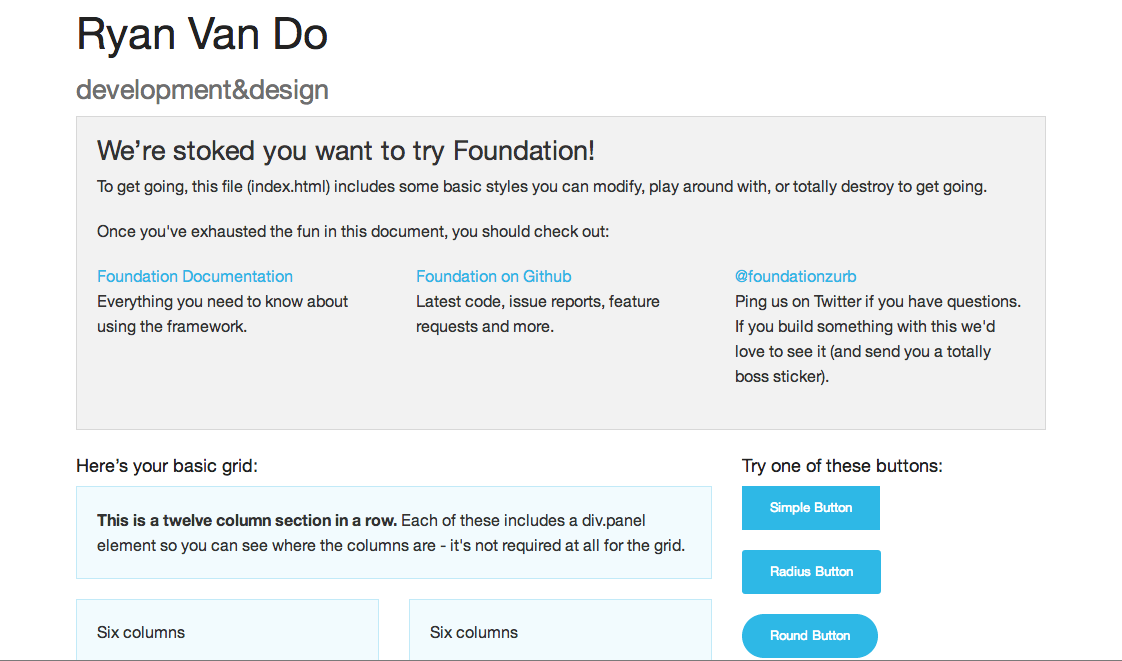 Ryan Van Do
development&design
We’re stoked you want to try Foundation!
To get going, this file (index.html) includes some basic styles you can modify, play around with, or totally destroy to get going.
Once you've exhausted the fun in this document, you should check out:
Foundation Documentation
Everything you need to know about
using the framework.
Foundation on Github
Latest code, issue reports, feature
requests and more.
@foundationzurb
Ping us on Twitter if you have questions.
If you build something with this we'd
love to see it (and send you a totally
boss sticker).
Here’s your basic grid:
This is a twelve column section in a row. Each of these includes a div.panel
element so you can see where the columns are - it's not required at all for the grid.
Six columns
Six columns
Try one of these buttons:
Simple Button
Radius Button
Round Button